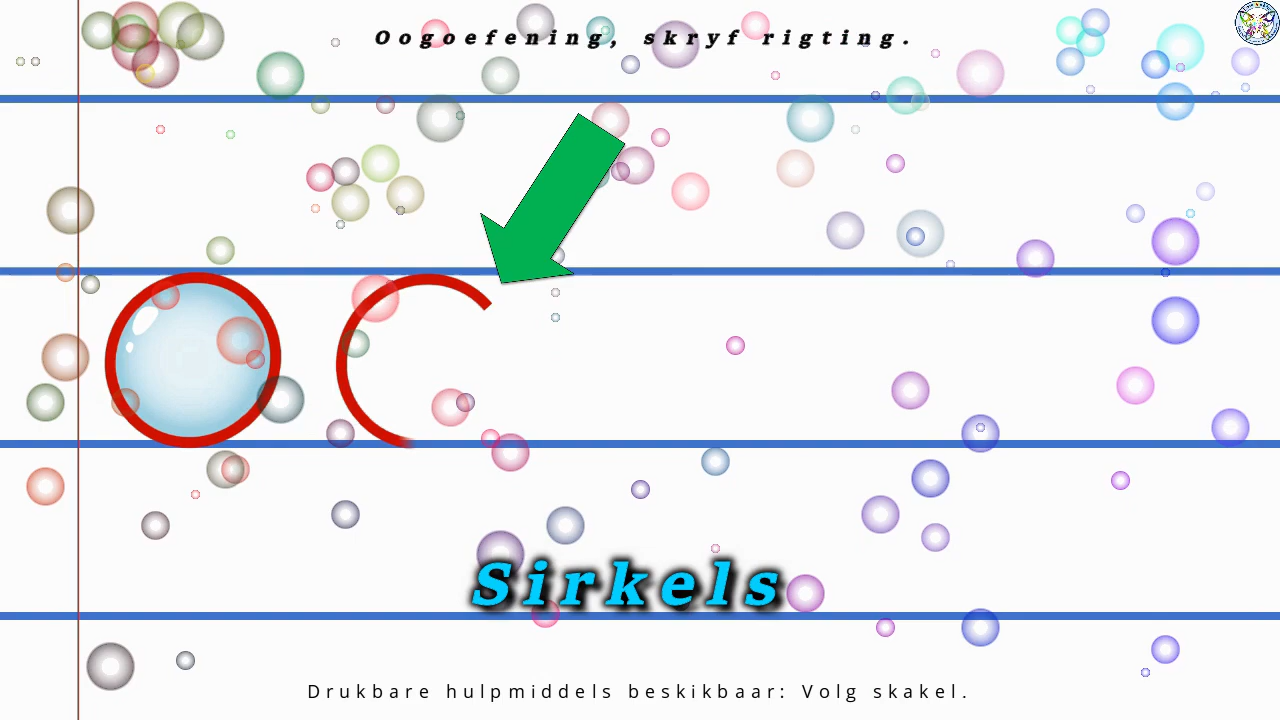 Oogoefening, skryf rigting.
Sirkels
Drukbare hulpmiddels beskikbaar: Volg skakel.